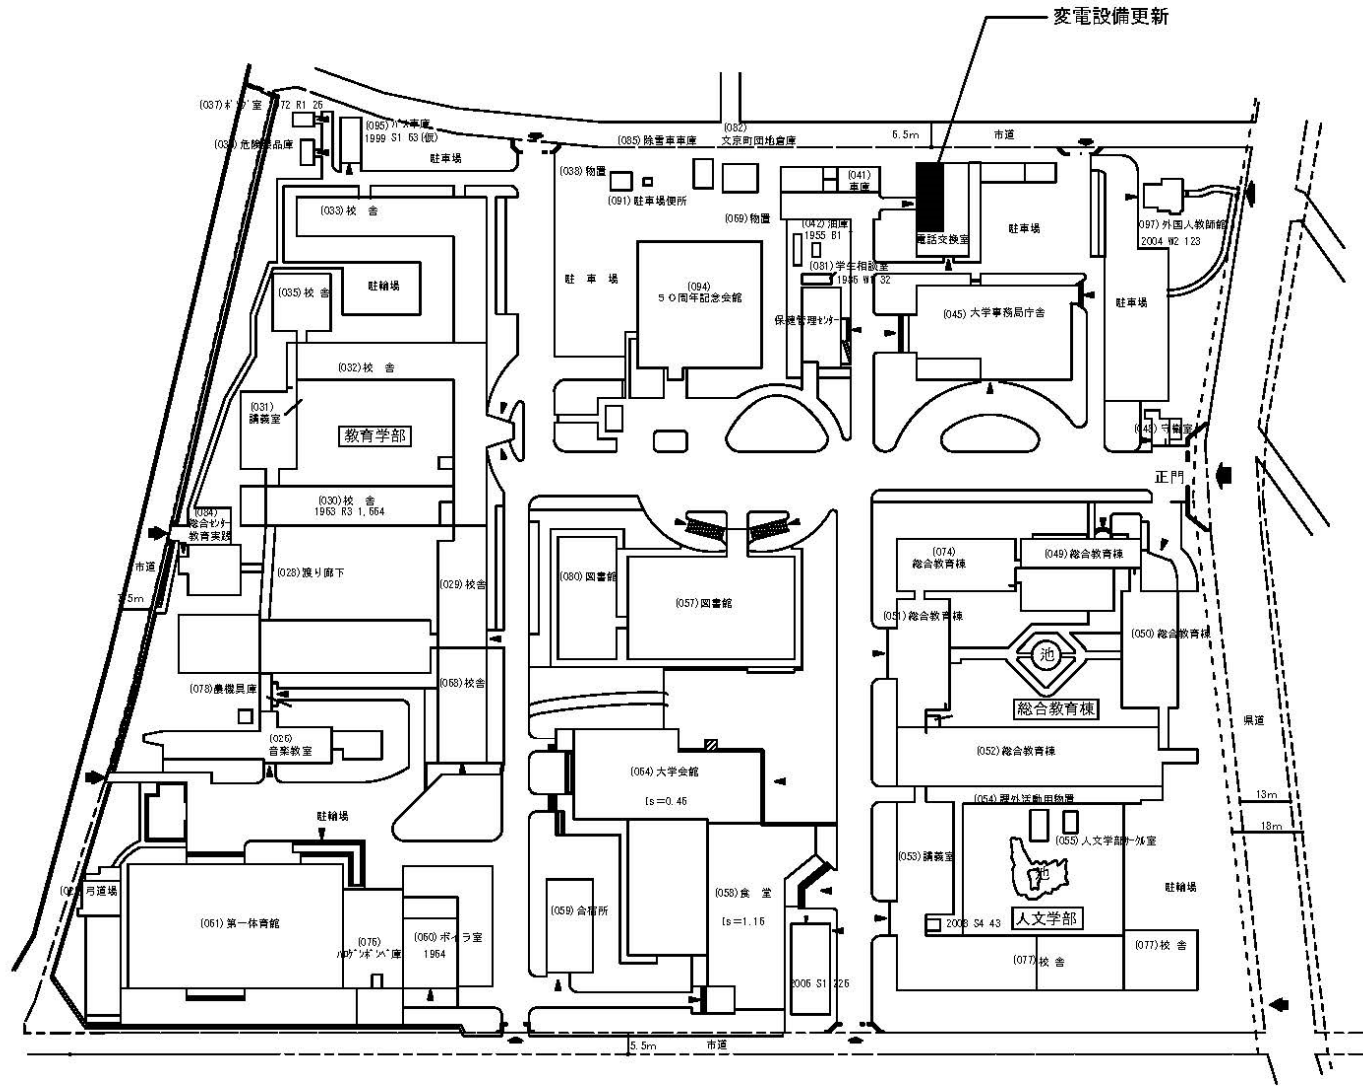 変電設備更新
(095) バス車庫
1999 S1 63(仮)
駐車場
(085) 除雪車車庫
(082)
文京町団地倉庫
6.5m
市道
(033) 校 舎
(038) 物置
(091) 駐車場便所
(069) 物置
(041)
車庫
(042) 油庫
1955 B1
電話交換室
駐車場
(097) 外国人教師館
2004 W2 123
(035) 校 舎
駐輪場
駐 車 場
(094)
50周年記念会館
(081) 学生相談室
保健管理センター
(045) 大学事務局庁舎
駐車場
(032) 校 舎
(031)
講義室
教育学部
守衛室
正門
(030) 校 舎
1963 R3 1,564
(084)
総合センター
教育実践
市道
(028) 渡り廊下
(029) 校舎
(080) 図書館
(057) 図書館
(074)
総合教育棟
(049) 総合教育棟
(051) 総合教育棟
(050) 総合教育棟
池
総合教育棟
(078) 農機具庫
(068) 校舎
(026)
音楽教室
(064) 大学会館
Is=0.45
(052) 総合教育棟
県道
(054) 課外活動用物置
13m
18m
駐輪場
(055) 人文学部サークル室
(053) 講義室
池
駐輪場
弓道場
(061) 第一体育館
(059) 合宿所
(058) 食 堂
Is=1.16
人文学部
2008 S4 43
(060) ボイラ室
1964
(076)
ハロゲンボンベ庫
(077) 校 舎
(077) 校 舎
2006 S1 226
5.5m
市道